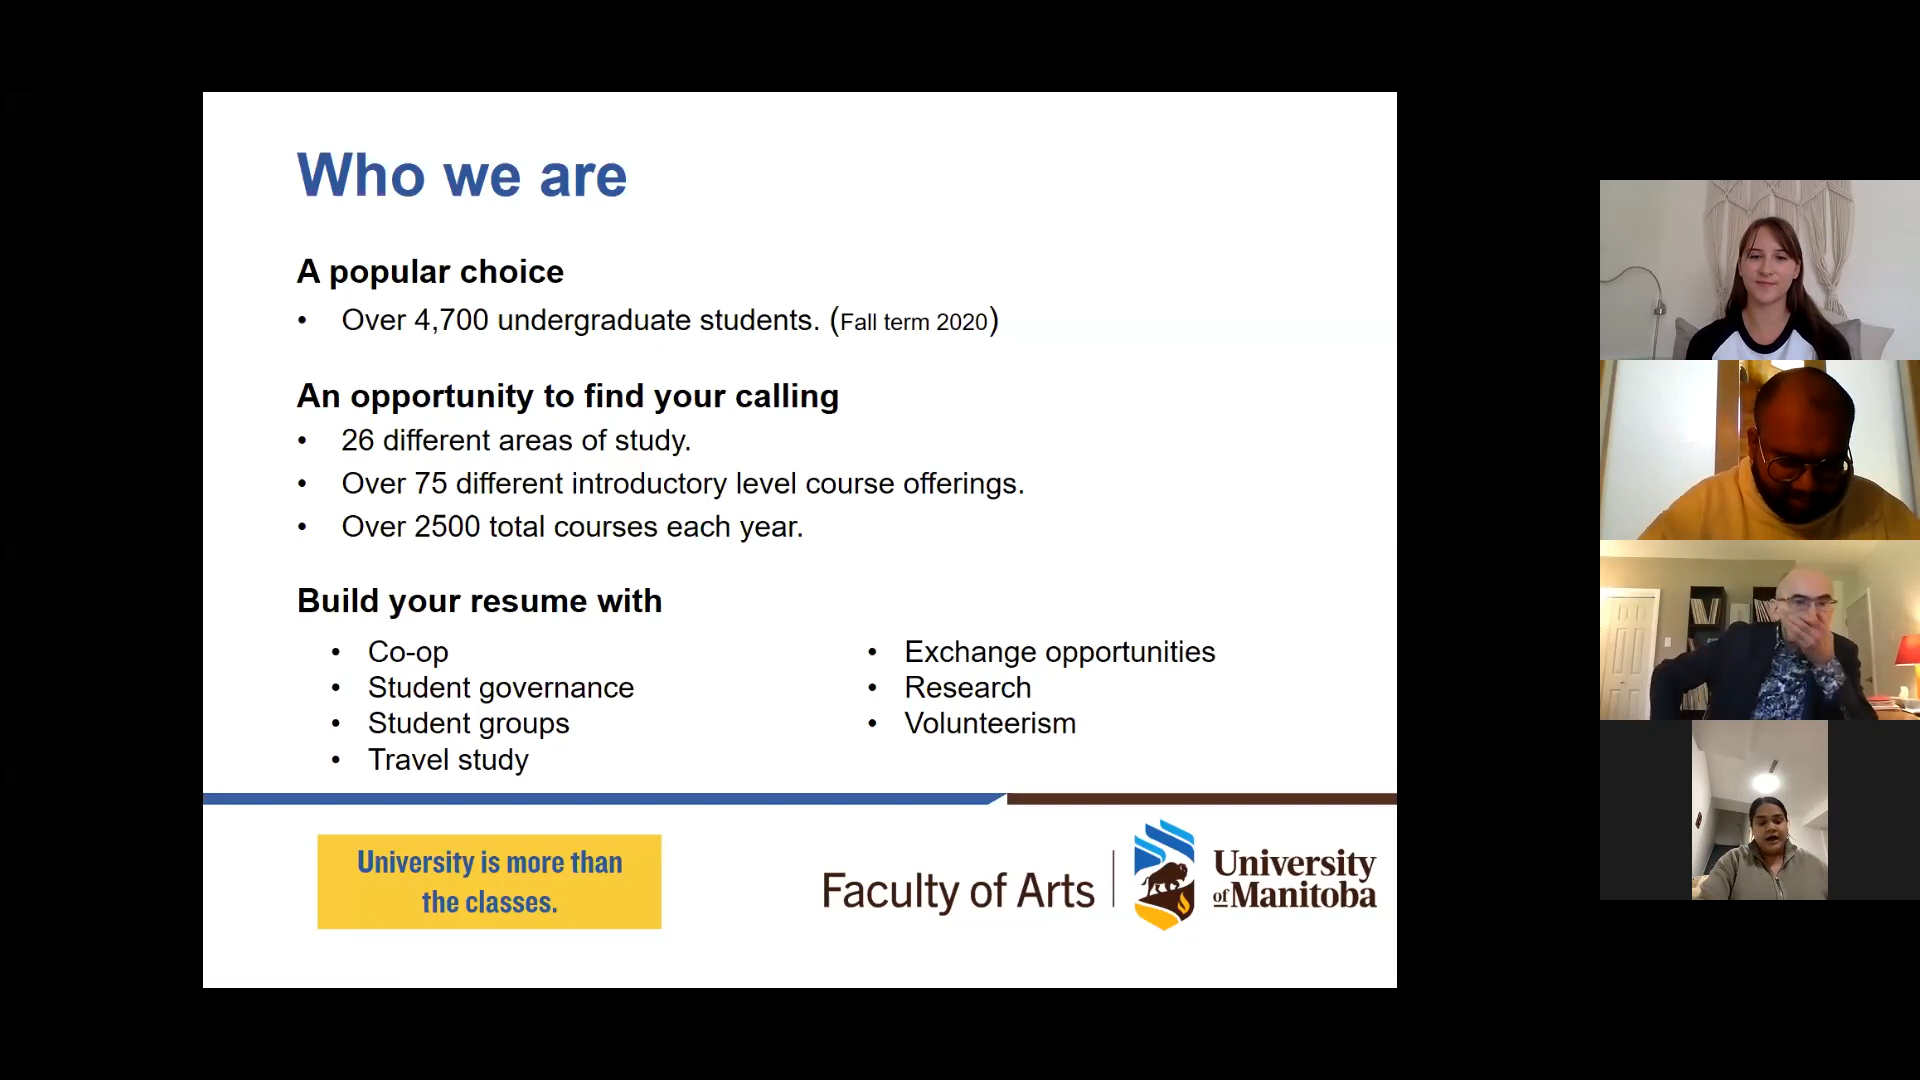 Who we are
A popular choice
• Over 4,700 undergraduate students. (Fall term 2020)
An opportunity to find your calling
• 26 different areas of study.
• Over 75 different introductory level course offerings.
• Over 2500 total courses each year.
Build your resume with
• Co-op
• Student governance
• Student groups
• Travel study
• Exchange opportunities
• Research
• Volunteerism
University is more than
the classes.
Faculty of Arts
University
of Manitoba